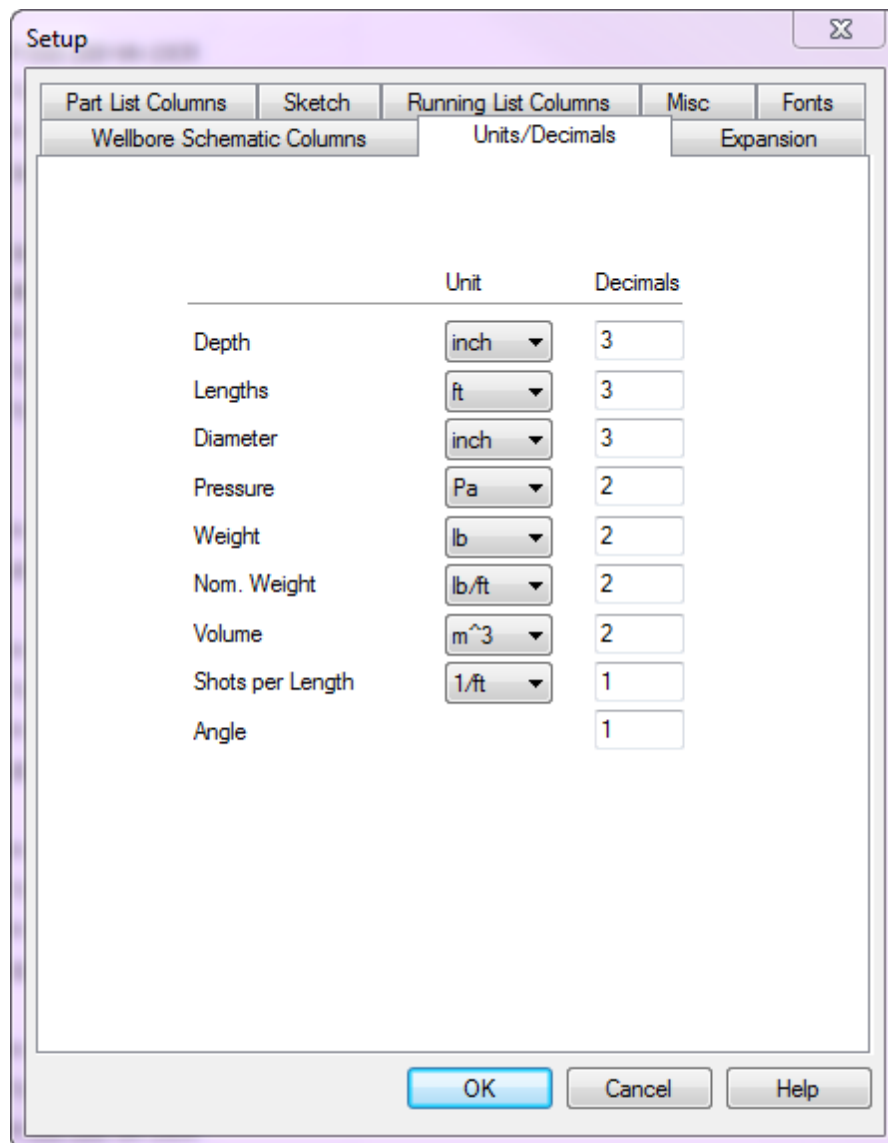 Setup
Part List Columns Sketch Running List Columns Misc Fonts
Wellbore Schematic Columns Units/Decimals Expansion
Unit Decimals
Depth inch 3
Lengths ft 3
Diameter inch 3
Pressure Pa 2
Weight lb 2
Nom. Weight lb/ft 2
Volume m^3 2
Shots per Length 1/ft 1
Angle 1
OK Cancel Help